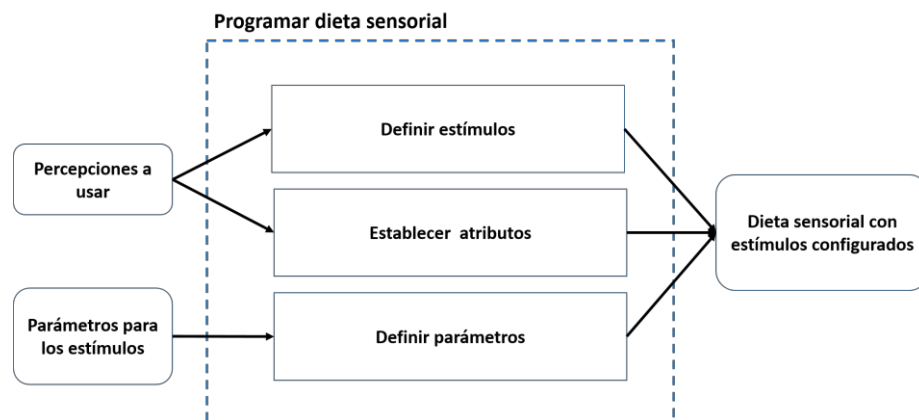 Programar dieta sensorial
Definir estímulos
Percepciones a
usar
Establecer atributos
Dieta sensorial con
estímulos configurados
Parámetros para
los estímulos
Definir parámetros